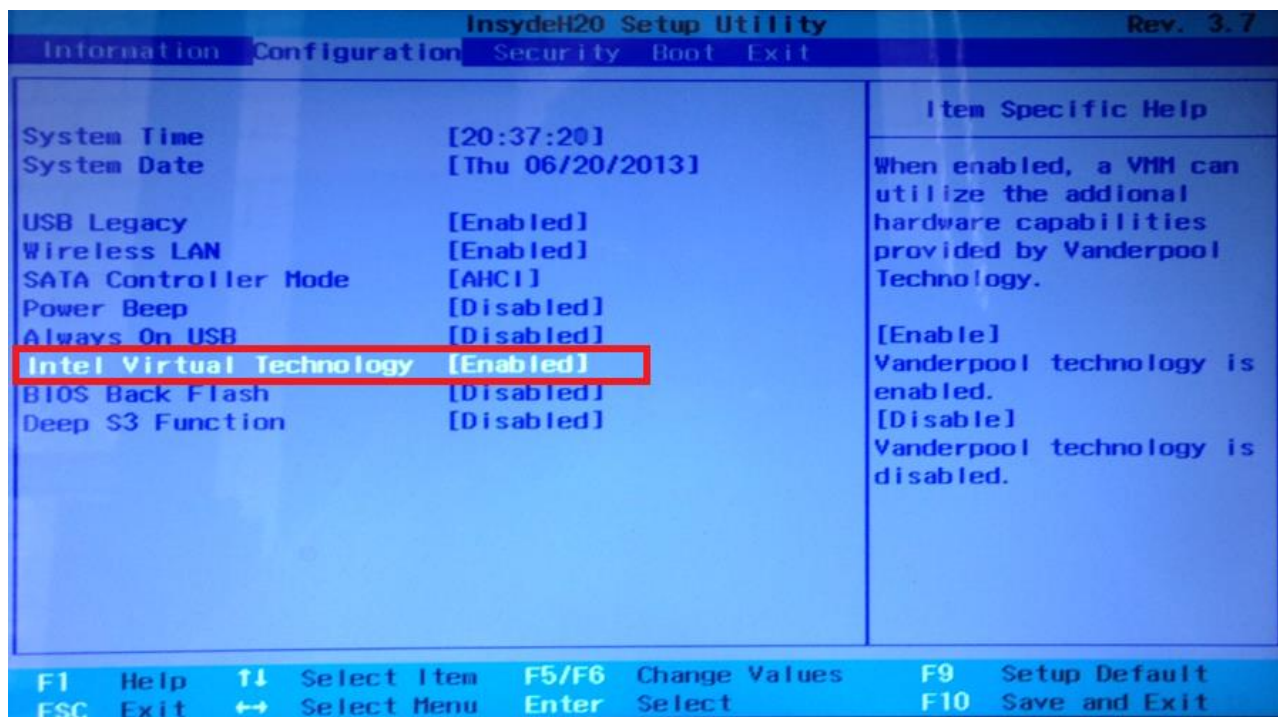 InsydeH20 Setup Utility Rev. 3.7
Information Configuration Security Boot Exit
System Time [20:37:20]
System Date [Thu 06/20/2013]
USB Legacy [Enabled]
Wireless LAN [Enabled]
SATA Controller Mode [AHCI]
Power Beep [Disabled]
Always On USB [Disabled]
Intel Virtual Technology [Enabled]
BIOS Back Flash [Disabled]
Deep S3 Function [Disabled]
Item Specific Help
When enabled, a VMM can
utilize the addional
hardware capabilities
provided by Vanderpool
Technology.
[Enable]
Vanderpool technology is
enabled.
[Disable]
Vanderpool technology is
disabled.
F1 Help ↑↓ Select Item F5/F6 Change Values F9 Setup Default
ESC Exit ↔ Select Menu Enter Select F10 Save and Exit